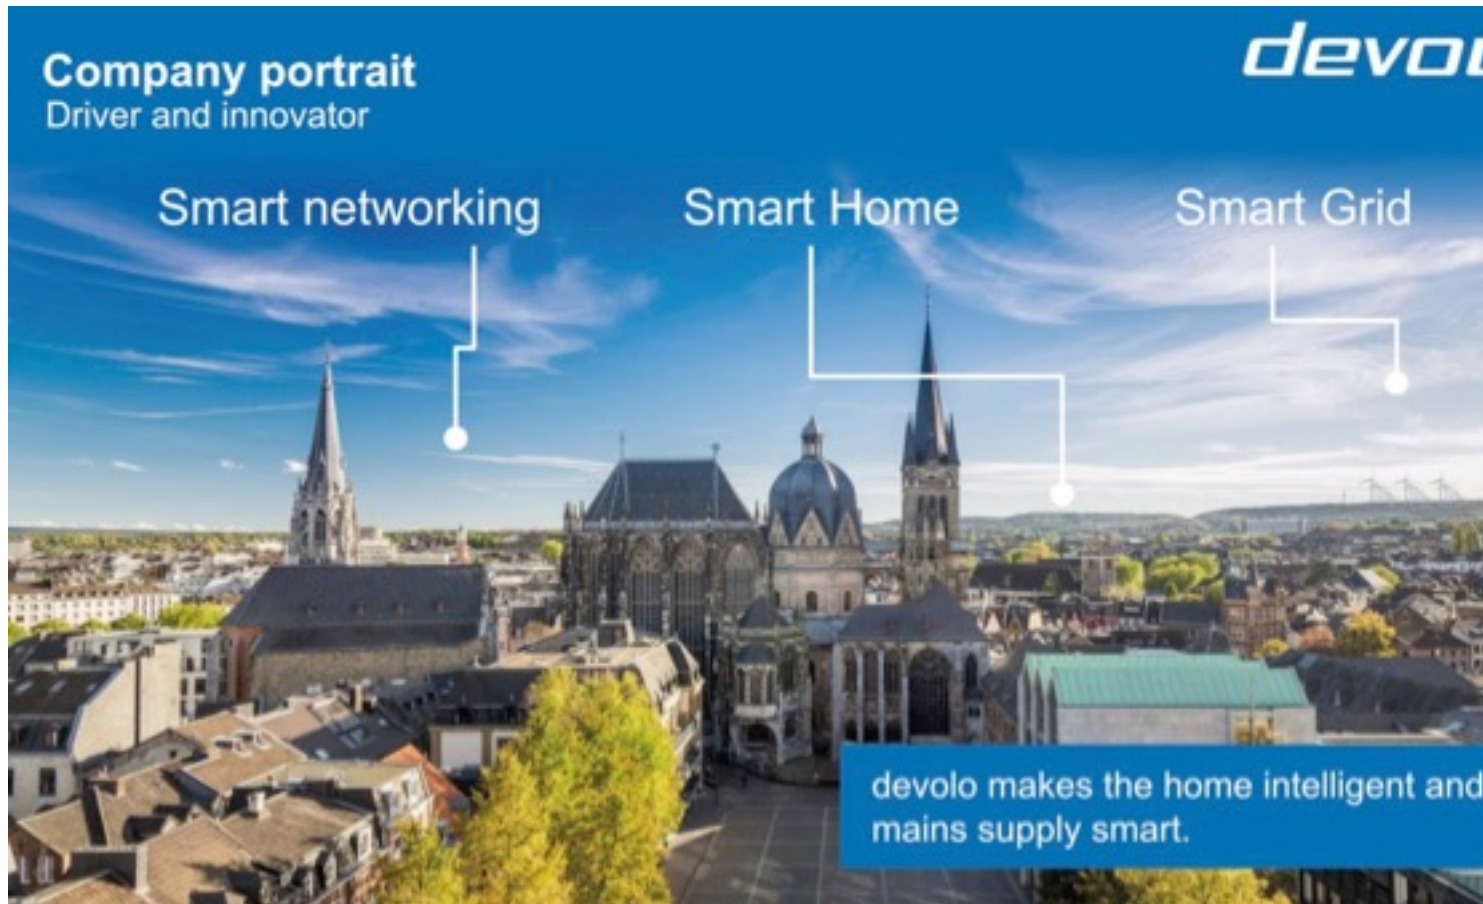 Company portrait
Driver and innovator
Smart networking
Smart Home
Smart Grid
devolo makes the home intelligent and
mains supply smart.